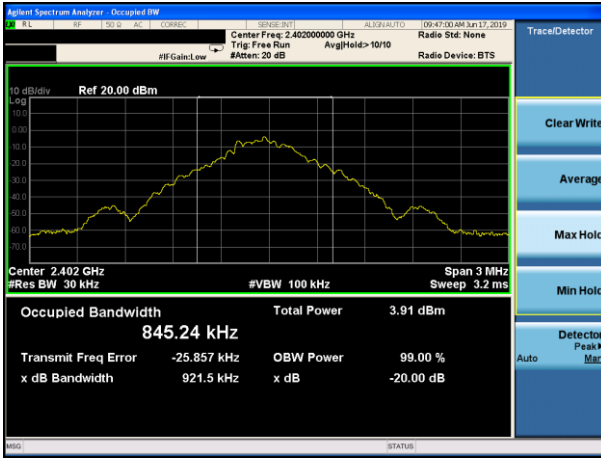 Agilent Spectrum Analyzer - Occupied BW
RL RF 50 Ω AC CORREC SENSE:INT ALIGNAUTO 09:47:00 AM Jun 17, 2019
Center Freq: 2.402000000 GHz Radio Std: None
Trig: Free Run Avg|Hold:> 10/10
#IFGain:Low #Atten: 20 dB Radio Device: BTS
Trace/Detector
10 dB/div Ref 20.00 dBm
Log
10.0
0.00
-10.0
-20.0
-30.0
-40.0
-50.0
-60.0
-70.0
Center 2.402 GHz Span 3 MHz
#Res BW 30 kHz #VBW 100 kHz Sweep 3.2 ms
Occupied Bandwidth Total Power 3.91 dBm
845.24 kHz
Transmit Freq Error -25.857 kHz OBW Power 99.00 %
x dB Bandwidth 921.5 kHz x dB -20.00 dB
Clear Write
Average
Max Hold
Min Hold
Detector
Peak
Auto Man
MSG STATUS